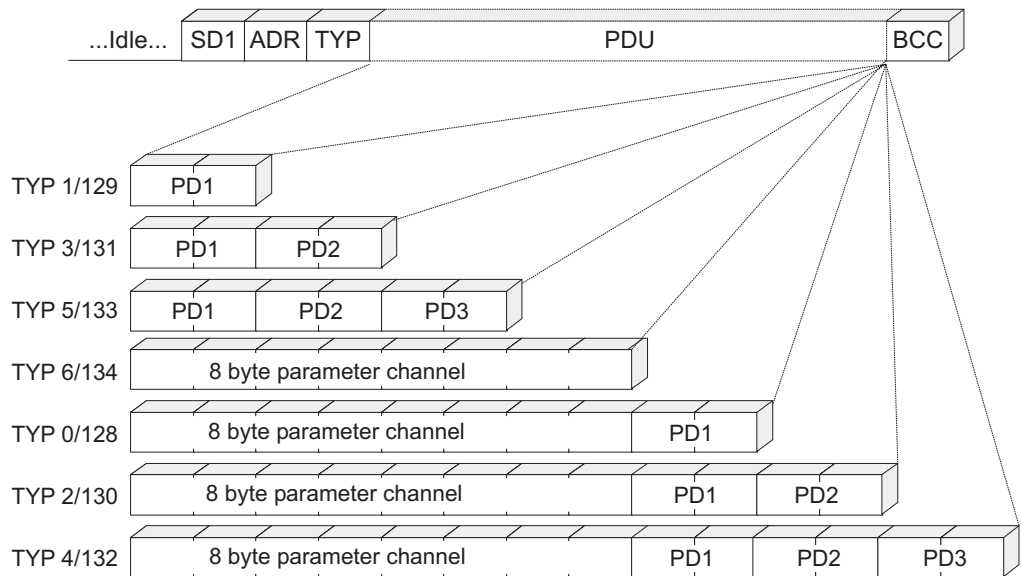 ...Idle... SD1 ADR TYP PDU BCC
TYP 1/129 PD1
TYP 3/131 PD1 PD2
TYP 5/133 PD1 PD2 PD3
TYP 6/134 8 byte parameter channel
TYP 0/128 8 byte parameter channel PD1
TYP 2/130 8 byte parameter channel PD1 PD2
TYP 4/132 8 byte parameter channel PD1 PD2 PD3